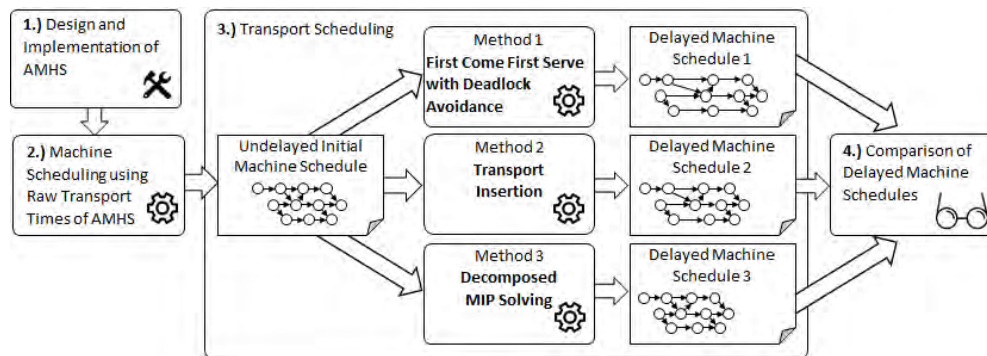 1.) Design and
Implementation of
AMHS
2.) Machine
Scheduling using
Raw Transport
Times of AMHS
3.) Transport Scheduling
Undelayed Initial
Machine Schedule
Method 1
First Come First Serve
with Deadlock
Avoidance
Delayed Machine
Schedule 1
Method 2
Transport
Insertion
Delayed Machine
Schedule 2
Method 3
Decomposed
MIP Solving
Delayed Machine
Schedule 3
4.) Comparison of
Delayed Machine
Schedules